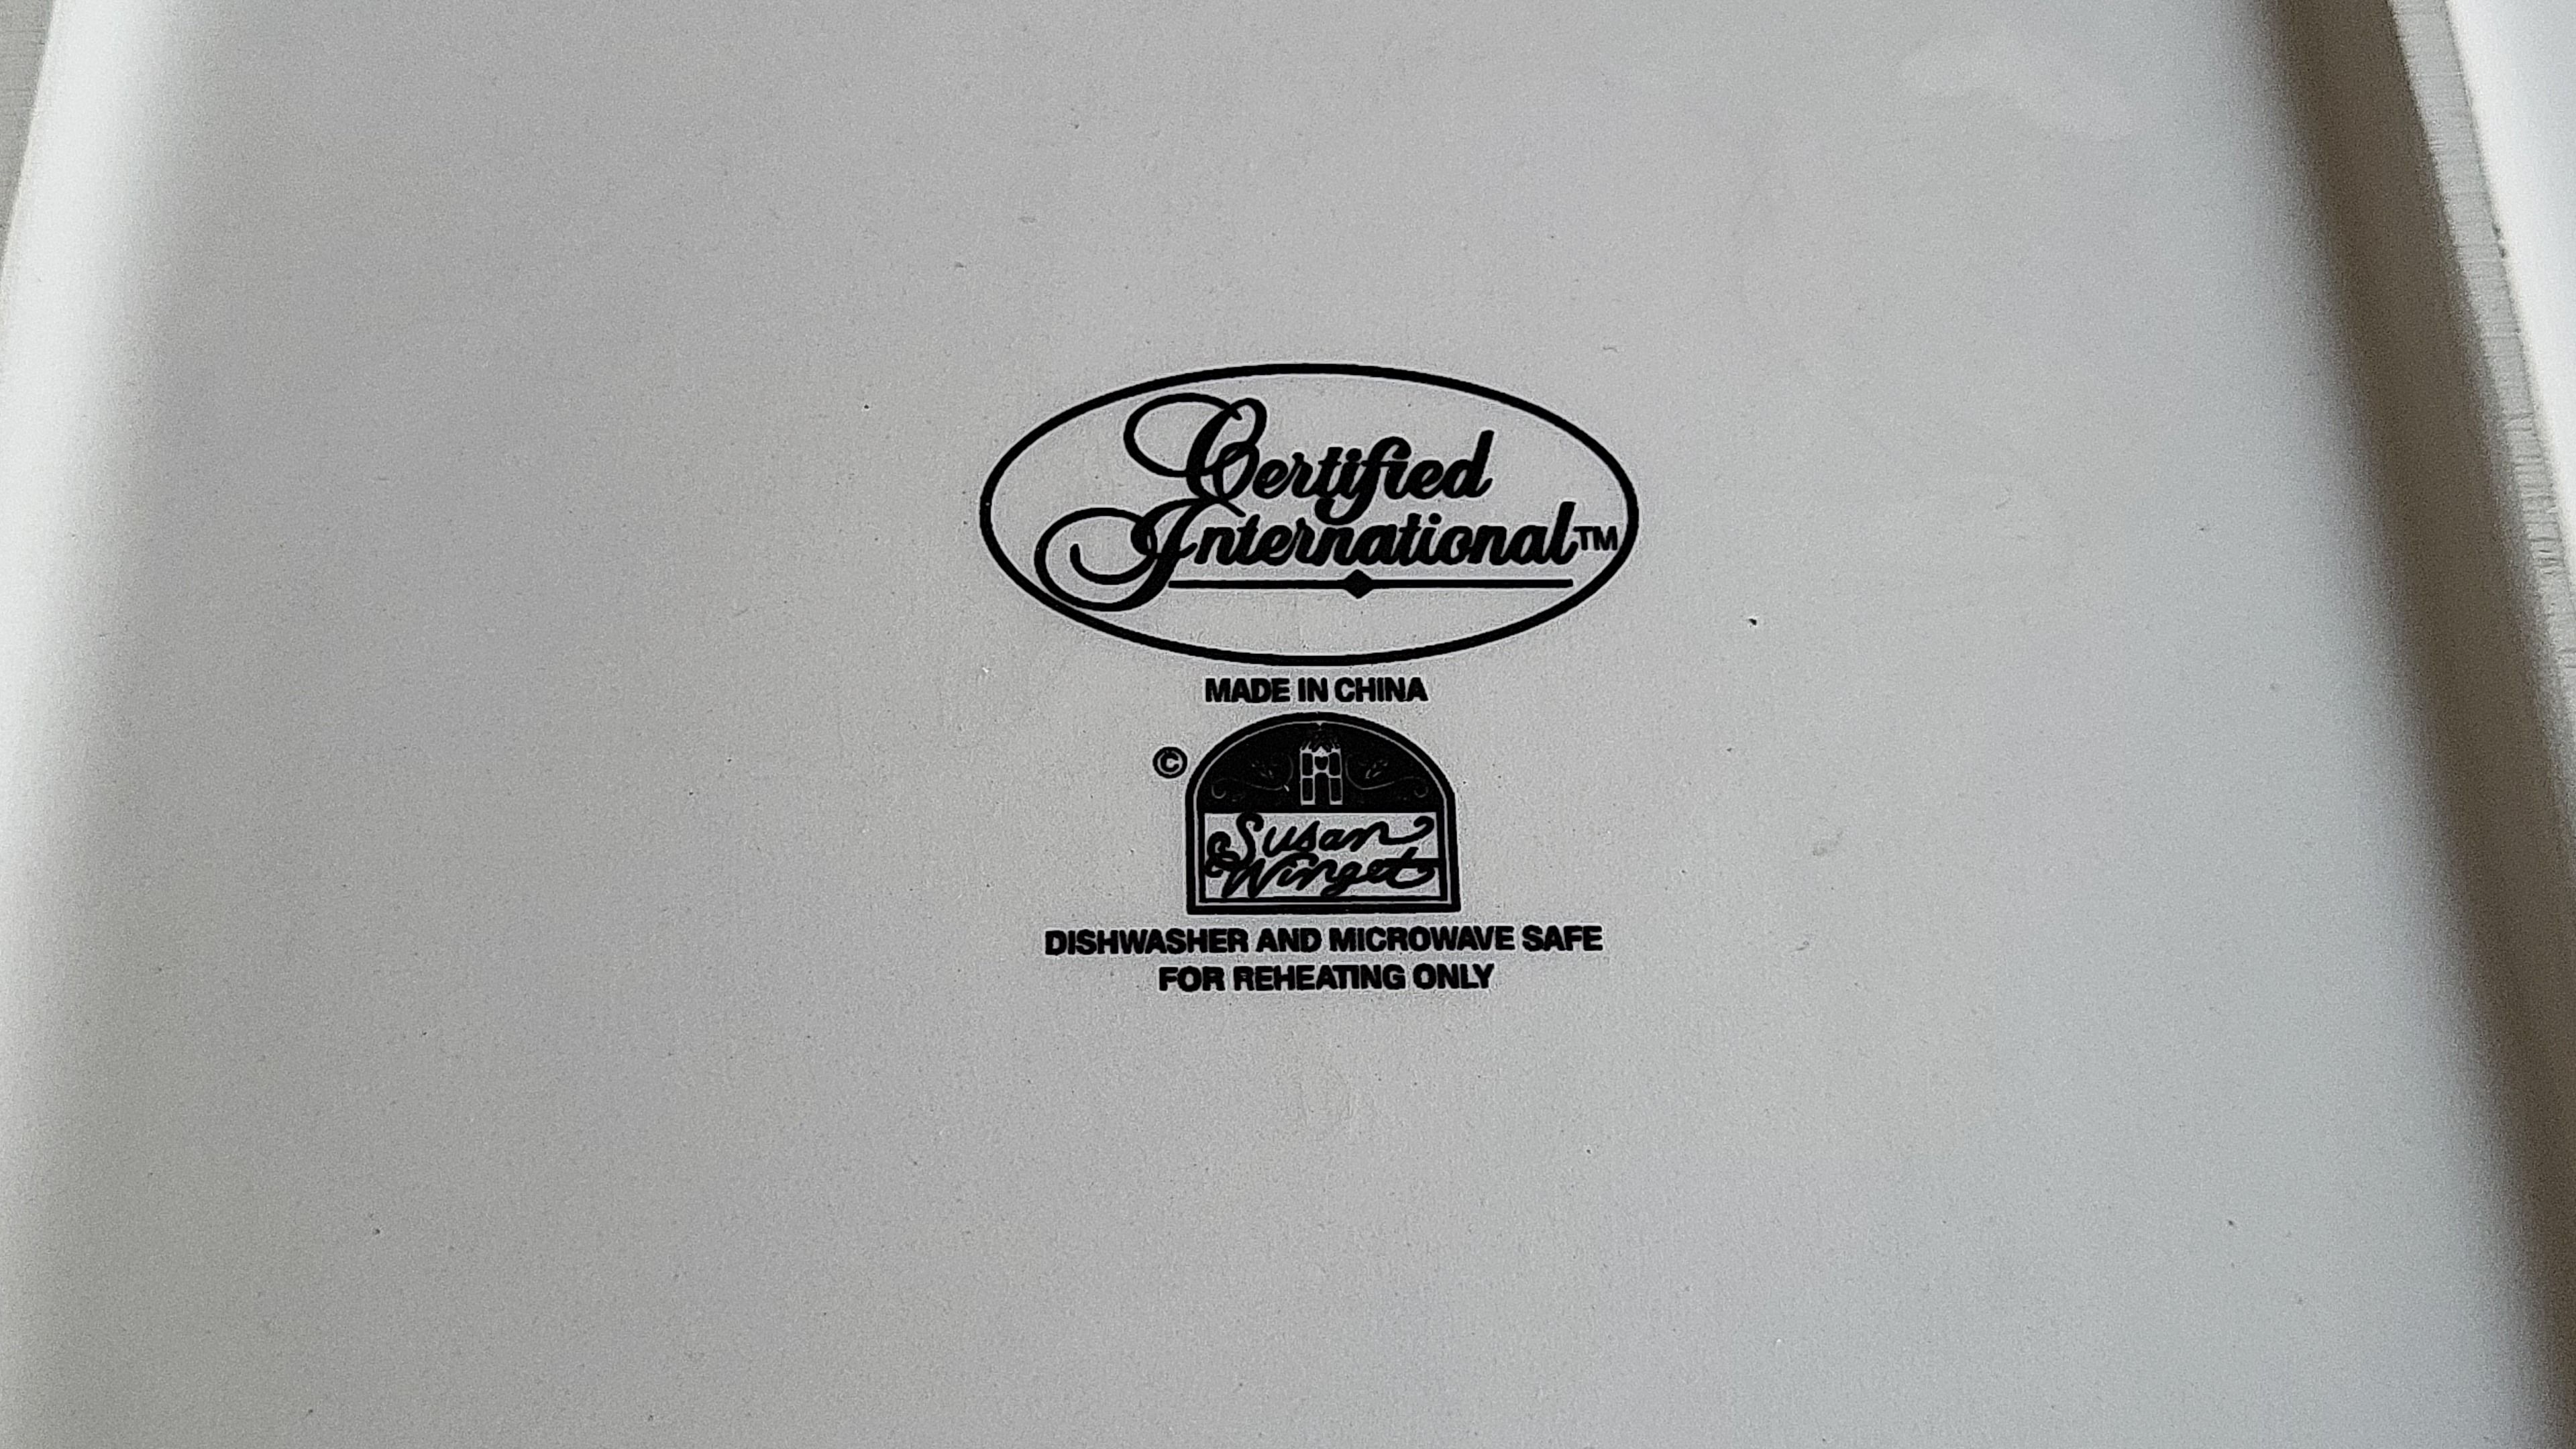 Certified
International™
MADE IN CHINA
©
Susan
Winget
DISHWASHER AND MICROWAVE SAFE
FOR REHEATING ONLY